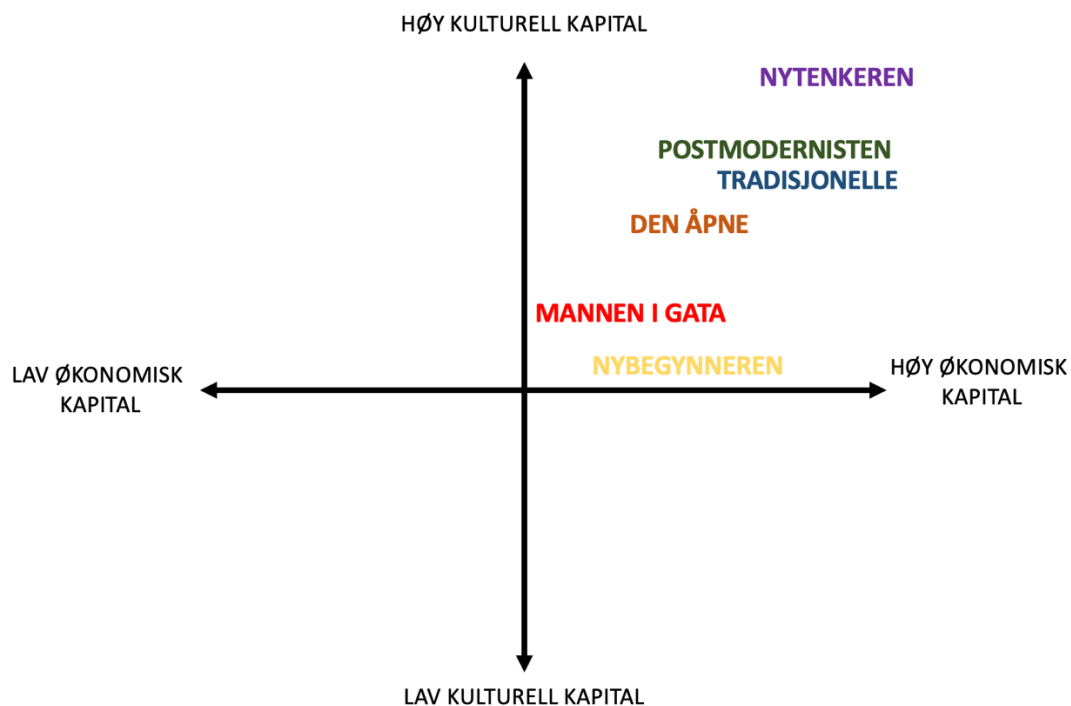 HØY KULTURELL KAPITAL
NYTENKEREN
POSTMODERNISTEN
TRADISJONELLE
DEN ÅPNE
MANNEN I GATA
NYBEGYNNEREN
LAV ØKONOMISK
KAPITAL
HØY ØKONOMISK
KAPITAL
LAV KULTURELL KAPITAL